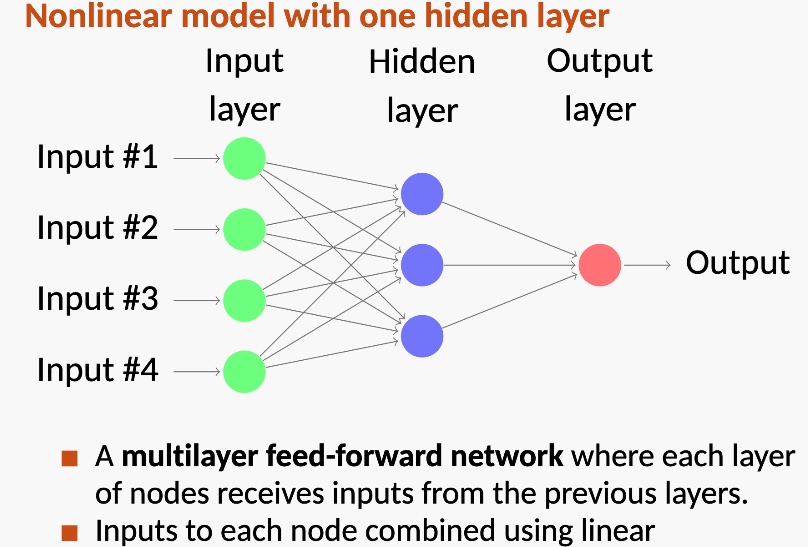 Nonlinear model with one hidden layer
Input layer
Hidden layer
Output layer
Input #1
Input #2
Input #3
Input #4
Output
■ A multilayer feed-forward network where each layer
of nodes receives inputs from the previous layers.
■ Inputs to each node combined using linear